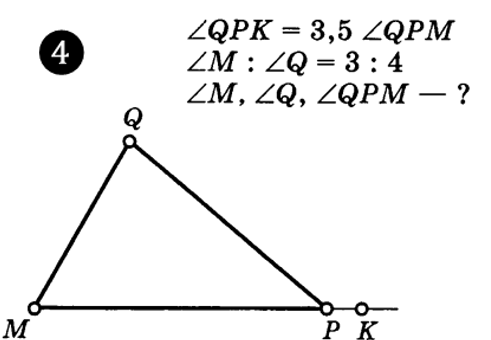 4
∠QPK = 3,5 ∠QPM
∠M : ∠Q = 3 : 4
∠M, ∠Q, ∠QPM — ?
Q
M
P
K